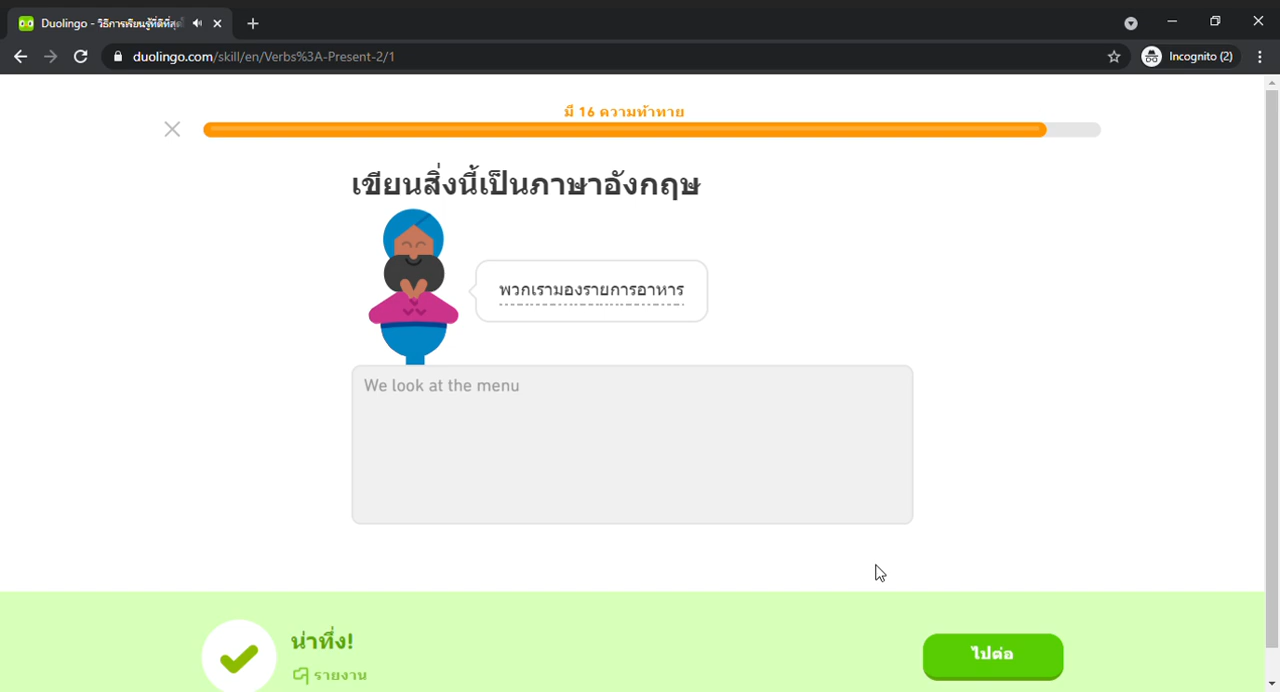 Duolingo - วิธีการเรียนรู้ที่ดีที่สุด
duolingo.com/skill/en/Verbs%3A-Present-2/1
Incognito (2)
มี 16 ความท้าทาย
เขียนสิ่งนี้เป็นภาษาอังกฤษ
พวกเรามองรายการอาหาร
We look at the menu
น่าทึ่ง!
รายงาน
ไปต่อ